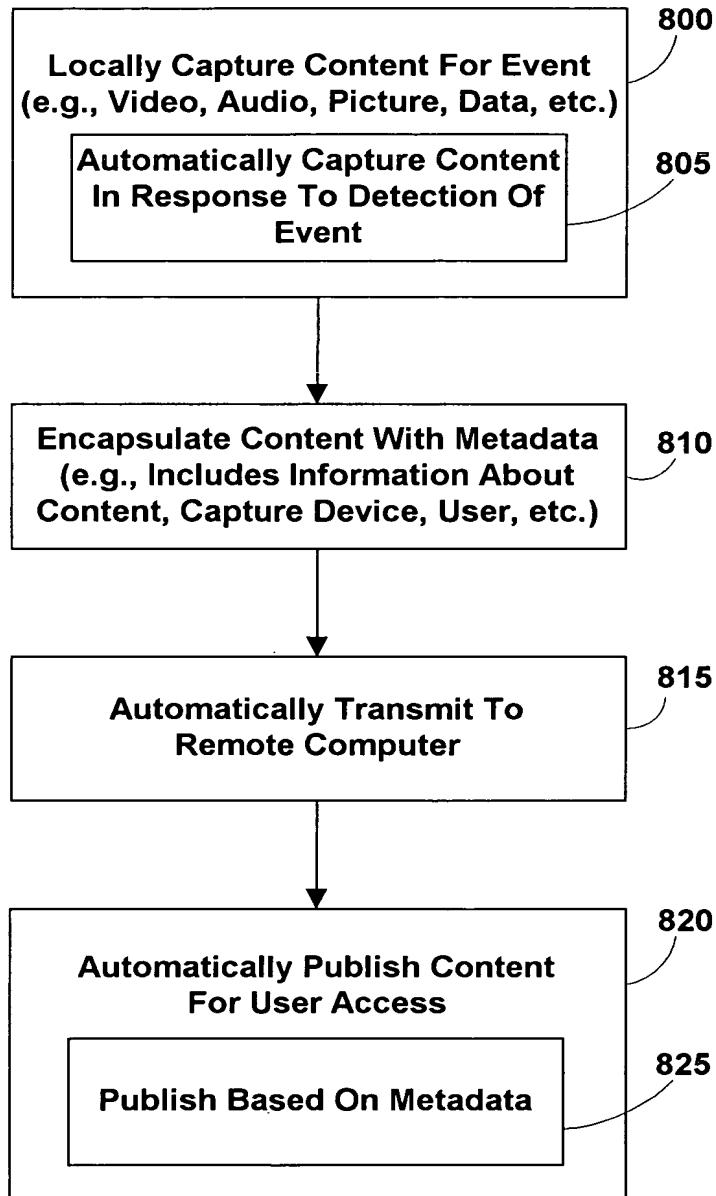 800
Locally Capture Content For Event
(e.g., Video, Audio, Picture, Data, etc.)
Automatically Capture Content
In Response To Detection Of
Event
805
Encapsulate Content With Metadata
(e.g., Includes Information About
Content, Capture Device, User, etc.)
810
Automatically Transmit To
Remote Computer
815
820
Automatically Publish Content
For User Access
Publish Based On Metadata
825